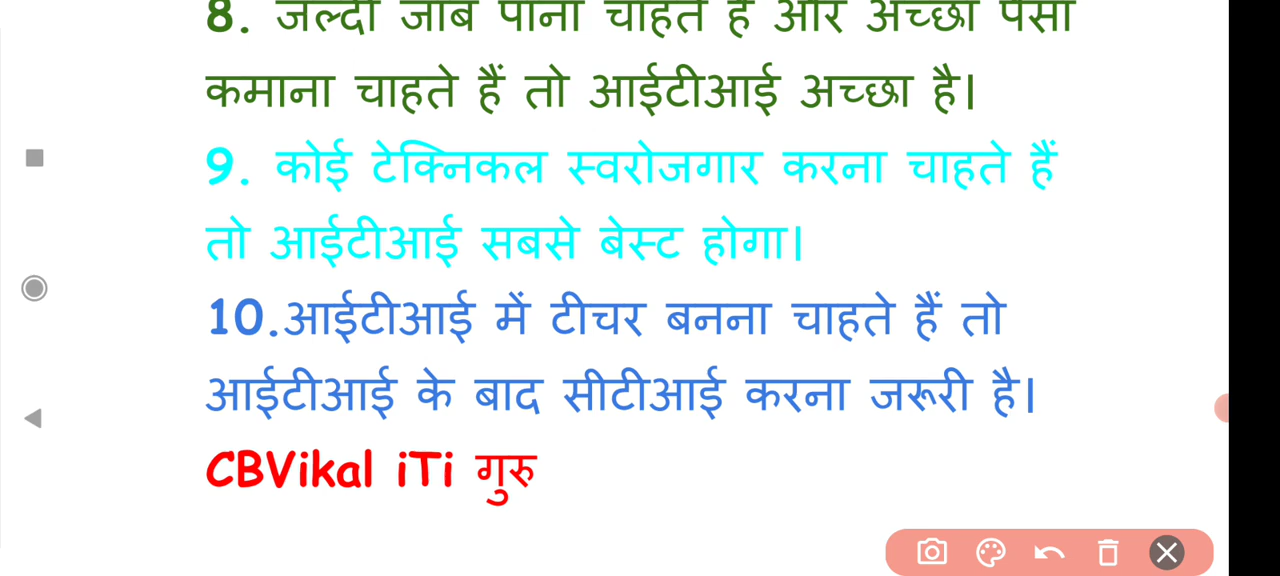 8. जल्दी जॉब पाना चाहते हैं और अच्छा पैसा
कमाना चाहते हैं तो आईटीआई अच्छा है।
9. कोई टेक्निकल स्वरोजगार करना चाहते हैं
तो आईटीआई सबसे बेस्ट होगा।
10.आईटीआई में टीचर बनना चाहते हैं तो
आईटीआई के बाद सीटीआई करना जरूरी है।
CBVikal iTi गुरु